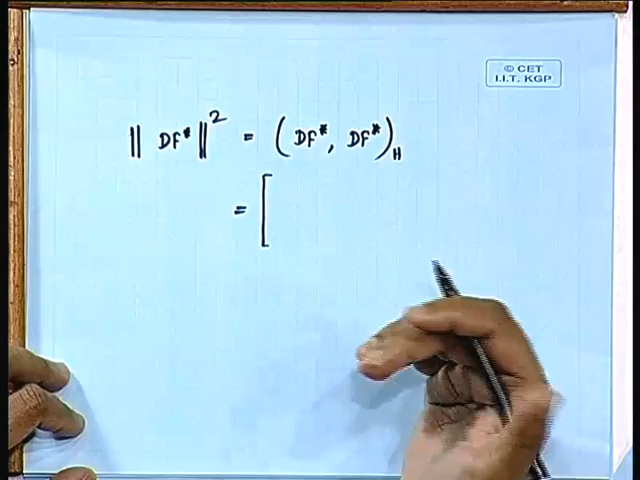 © CET
I.I.T. KGP
‖ DF* ‖² = (DF*, DF*)_H
= [